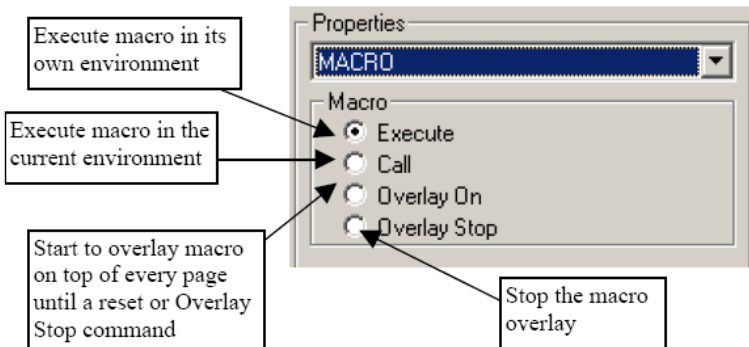 Execute macro in its
own environment
Execute macro in the
current environment
Start to overlay macro
on top of every page
until a reset or Overlay
Stop command
Properties
MACRO
Macro
Execute
Call
Overlay On
Overlay Stop
Stop the macro
overlay